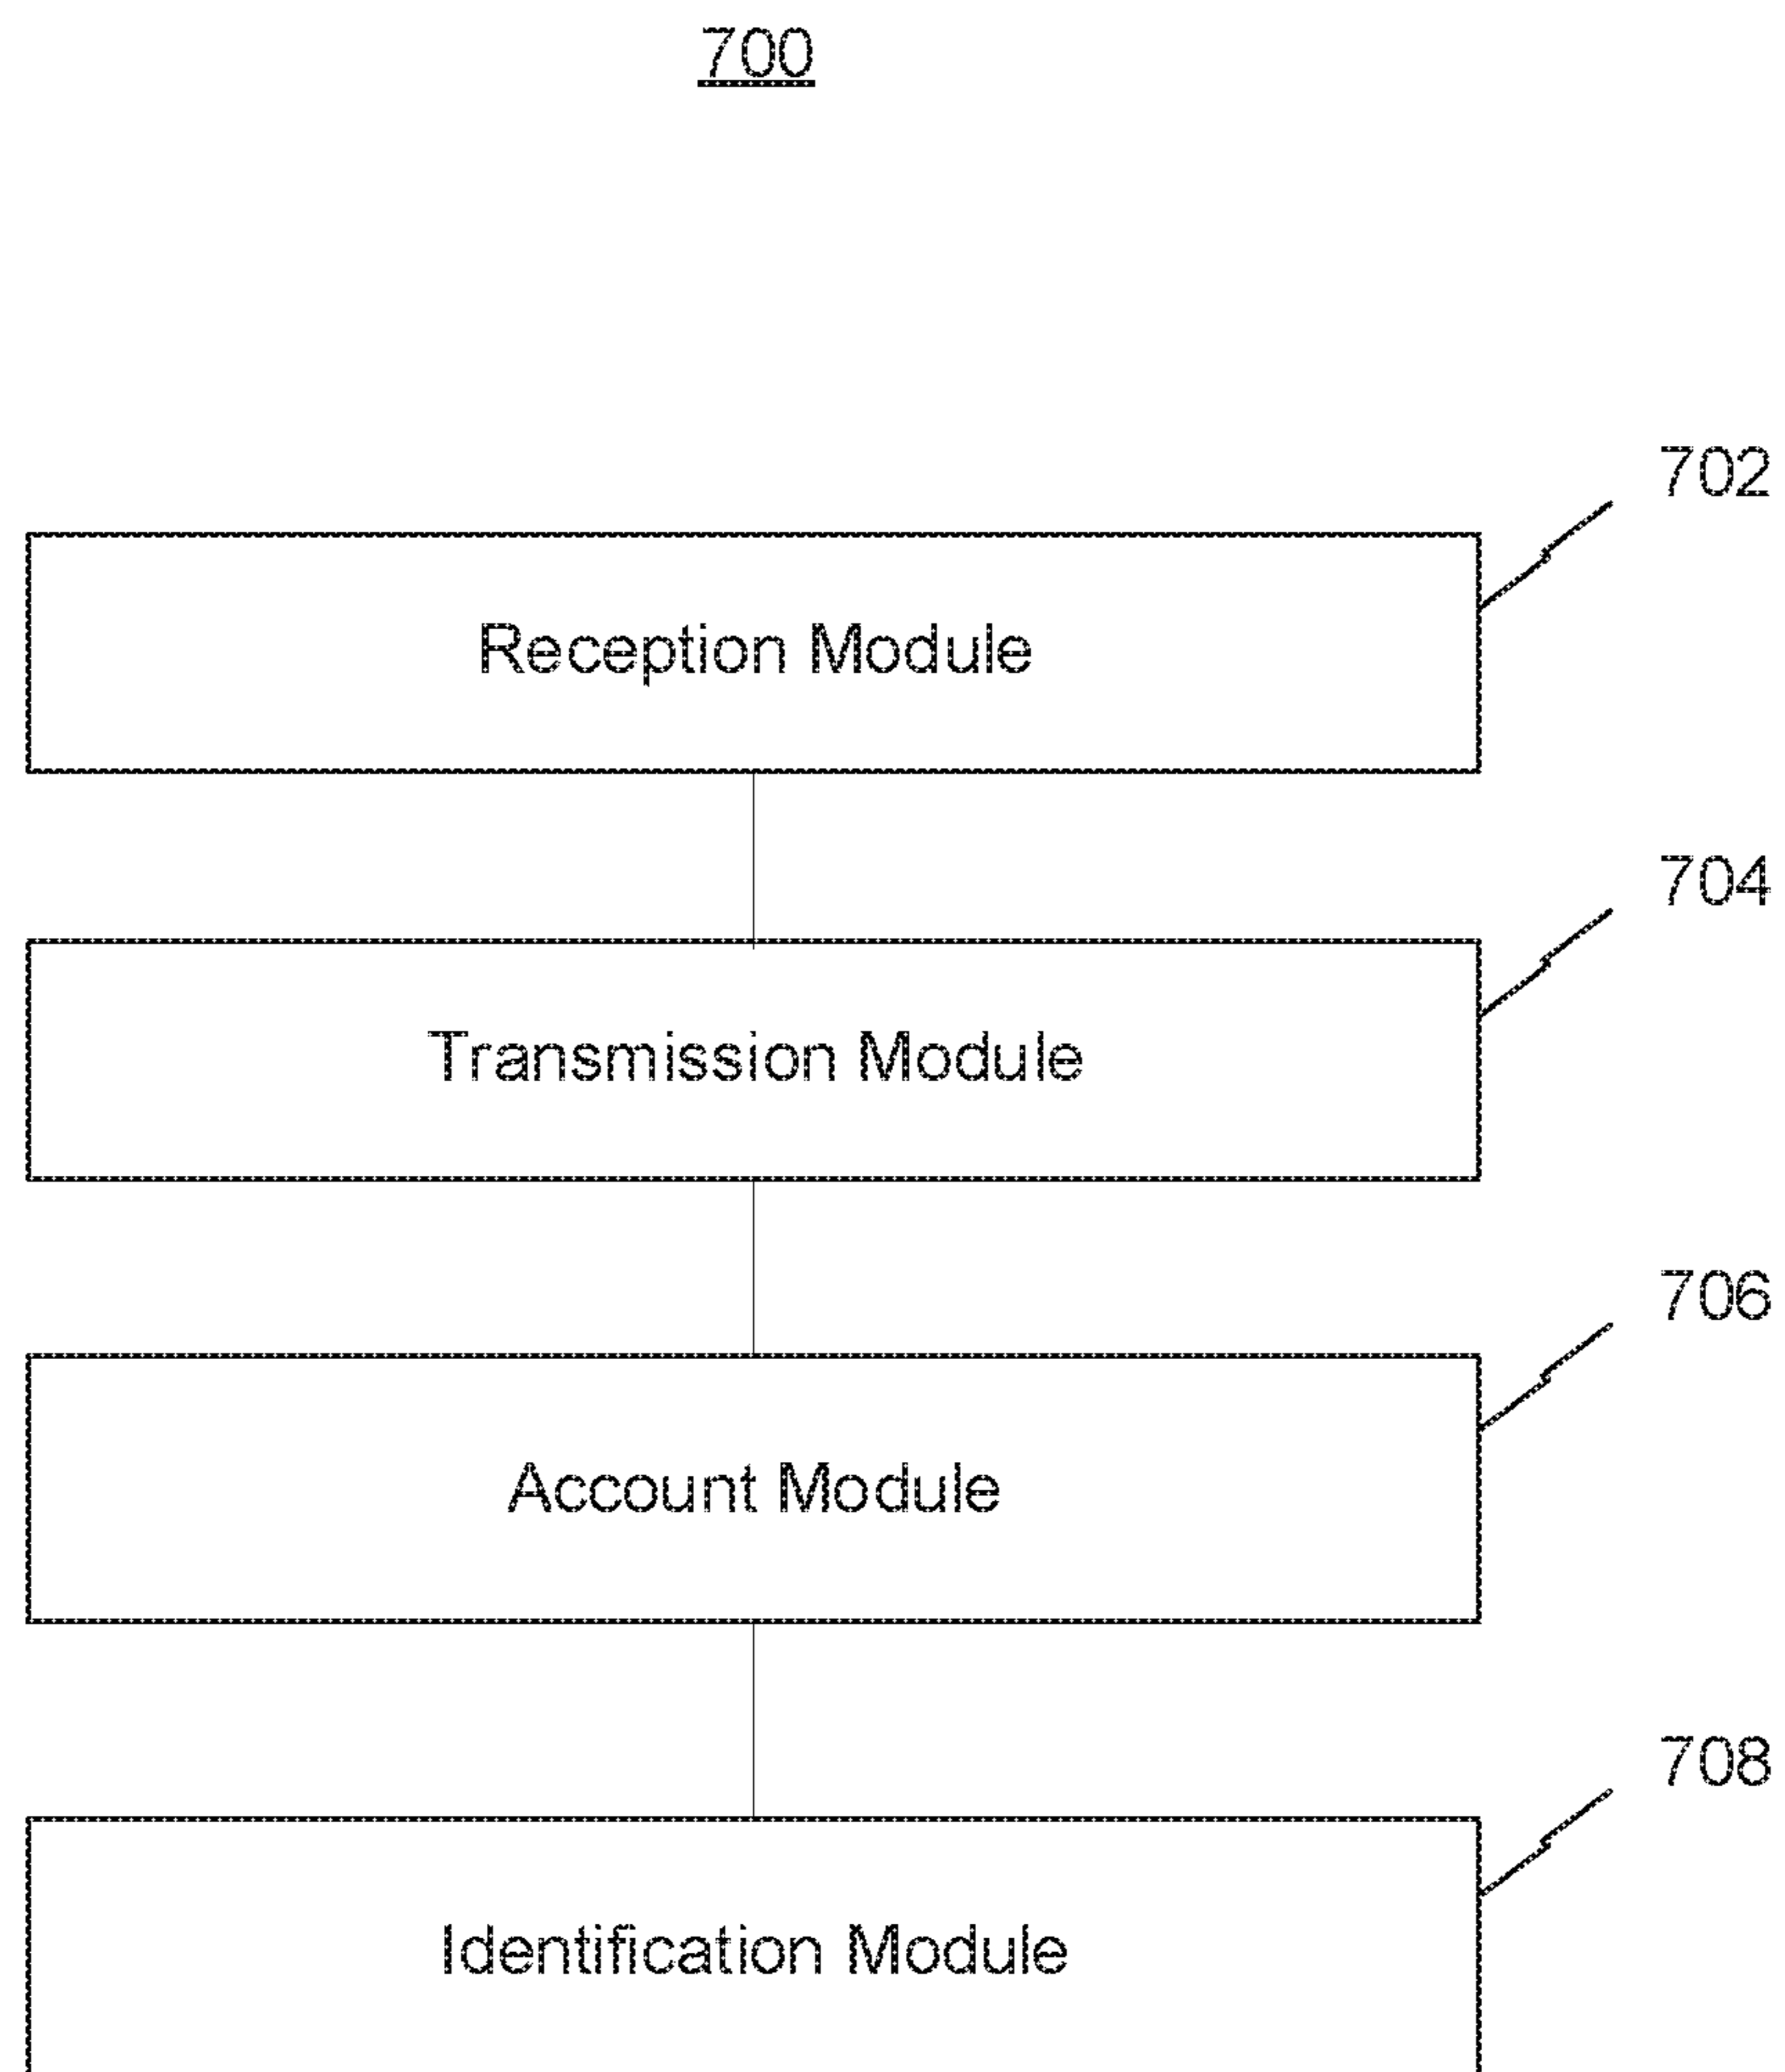 700
702
Reception Module
704
Transmission Module
706
Account Module
708
Identification Module